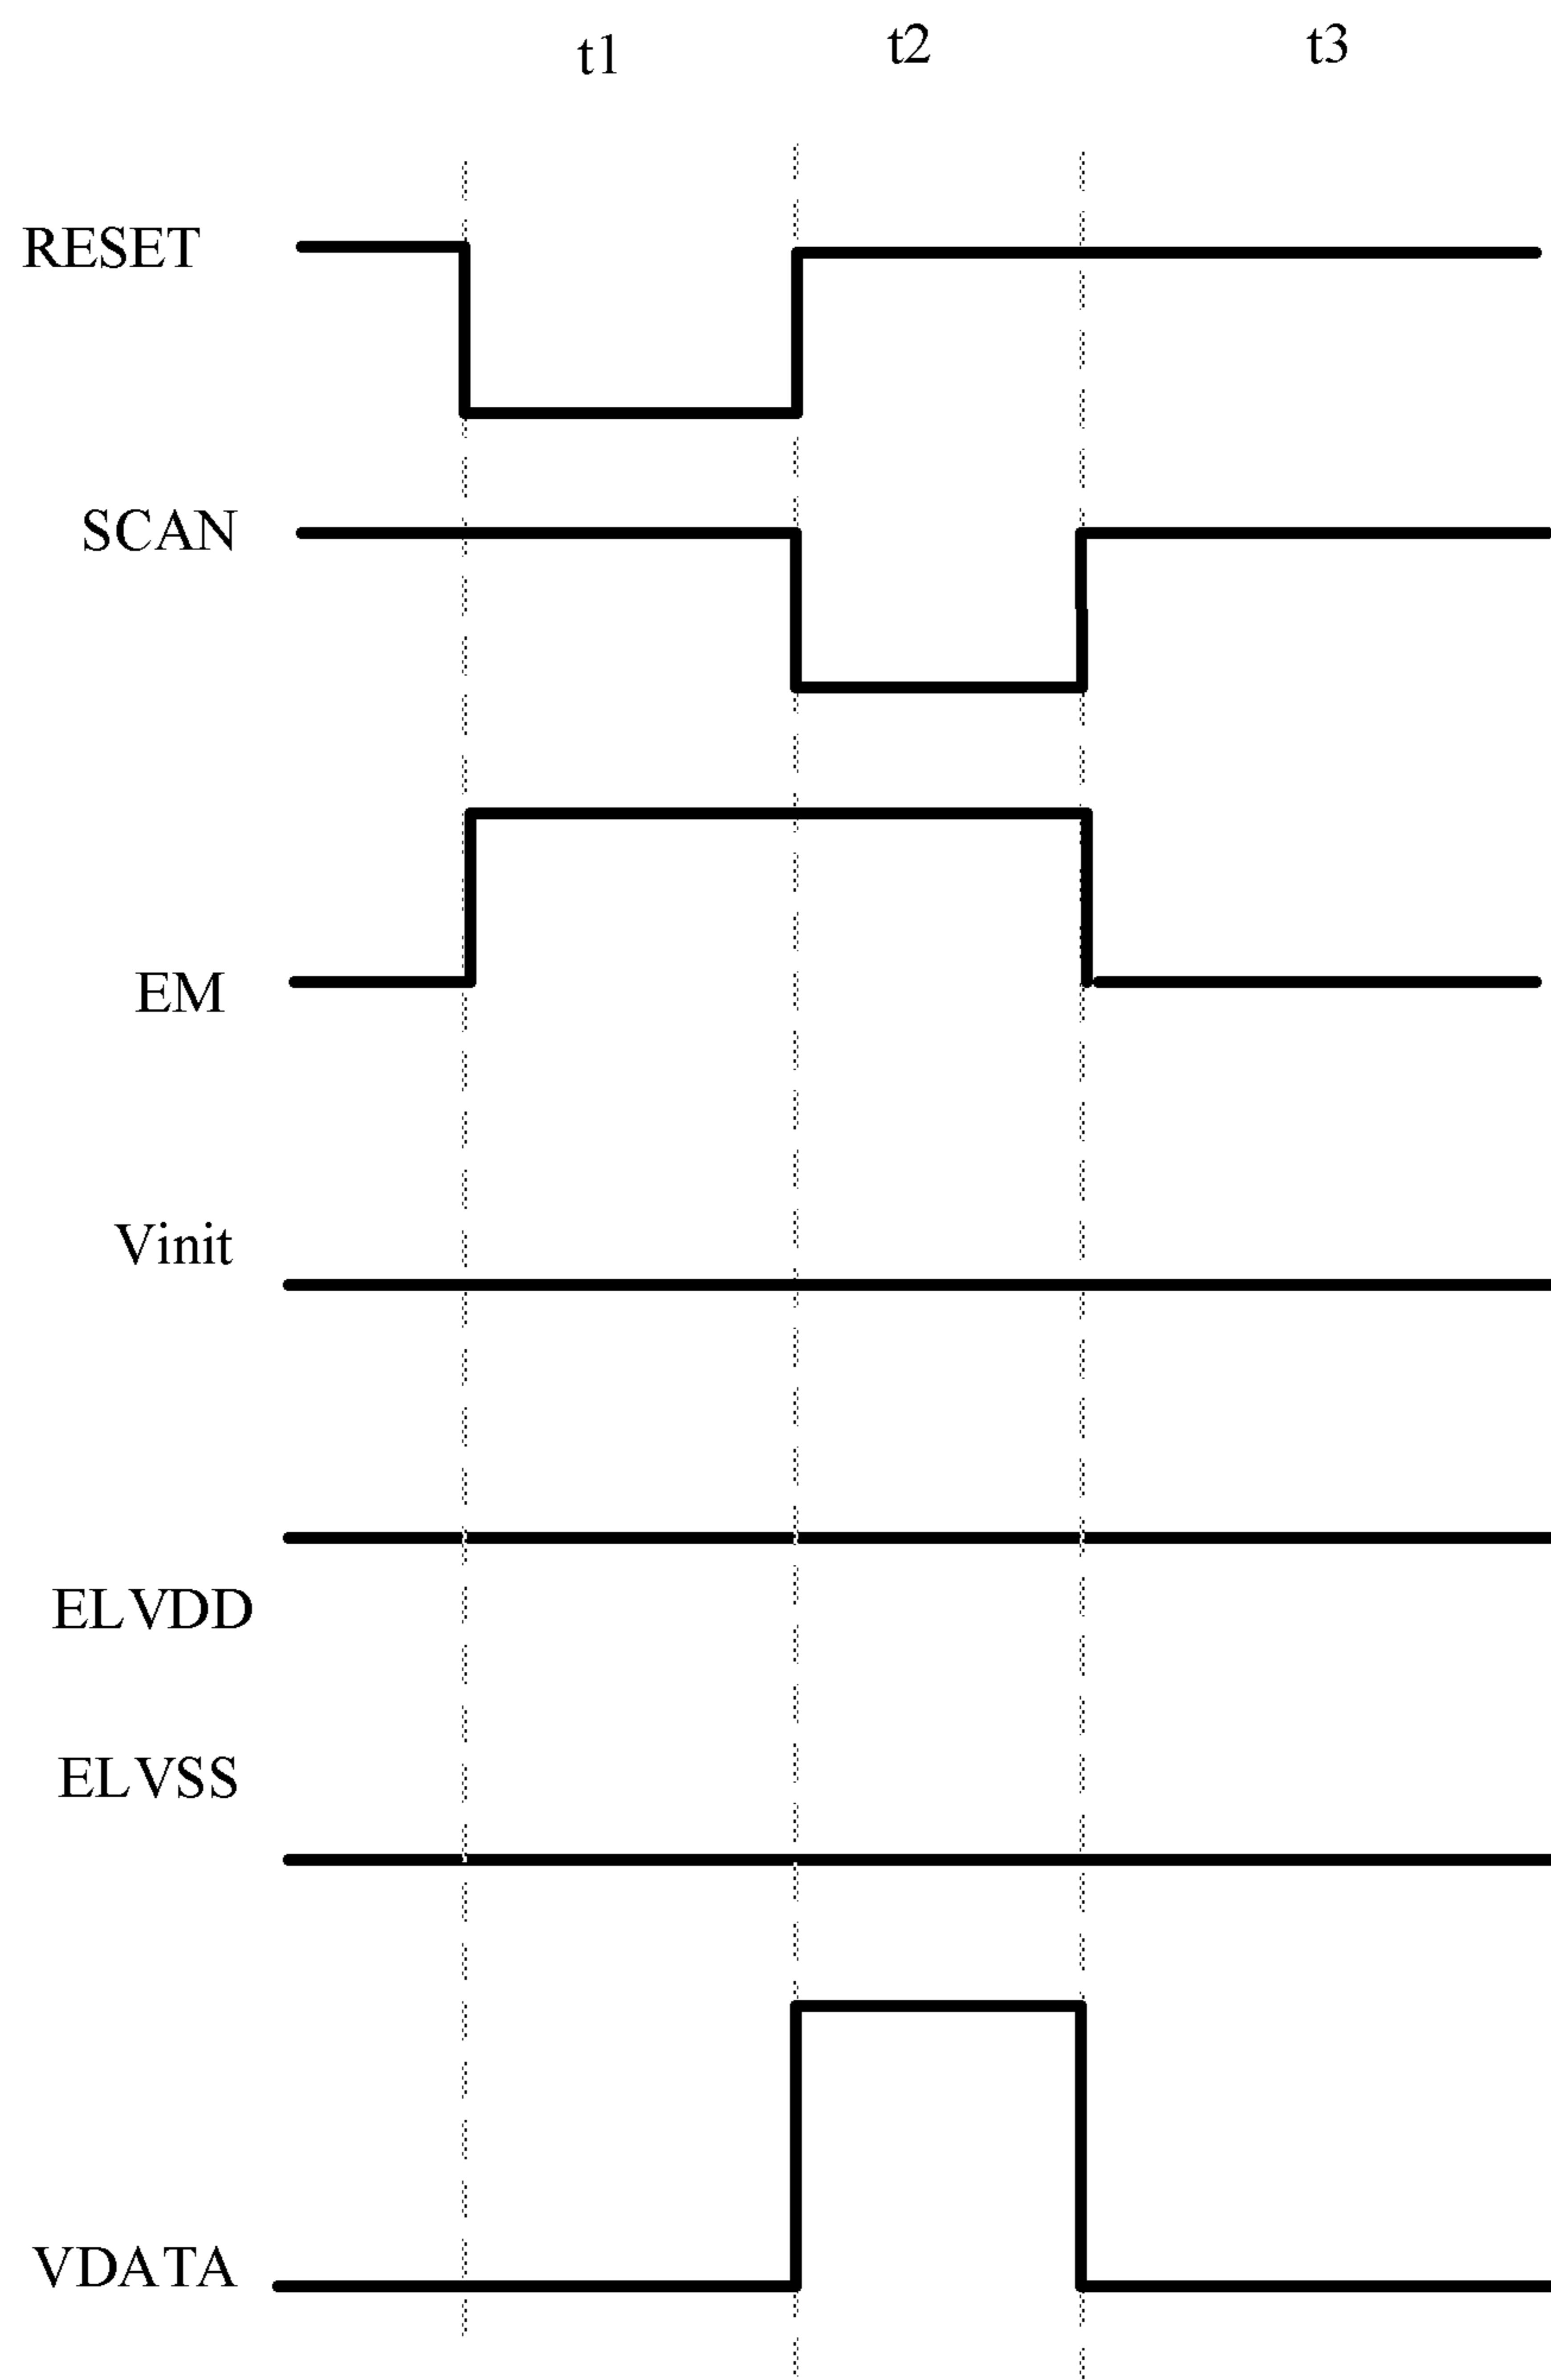 t1 t2 t3
RESET
SCAN
EM
Vinit
ELVDD
ELVSS
VDATA